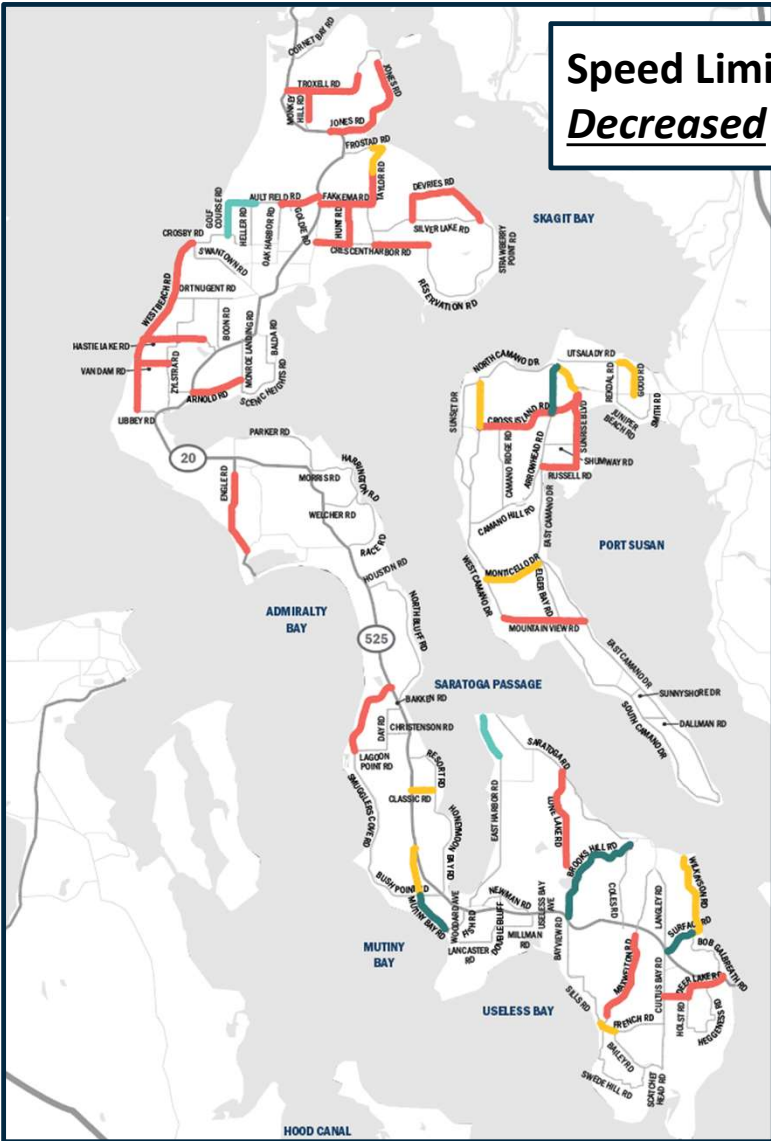 Speed Limi
Decreased
CORNET BAY RD
TROXELL RD
JONES RD
MONKEY
HILL RD
JONES RD
FROSTAD RD
TAYLOR RD
DEVRIES RD
GOLF
COURSE RD
AULT FIELD RD
FAKKEMA RD
HELLER RD
OAK HARBOR RD
GOLDIE RD
HUNT RD
SILVER LAKE RD
SKAGIT BAY
CROSBY RD
SWANTOWN RD
CRESCENT HARBOR RD
STRAWBERRY
POINT RD
RESERVATION RD
WEST BEACH RD
ORT NUGENT RD
BOON RD
HASTIE LAKE RD
VAN DAM RD
ZYLSTRA RD
MONROE LANDING RD
BALDA RD
SCENIC HEIGHTS RD
ARNOLD RD
LIBBEY RD
NORTH CAMANO DR
UTSALADY RD
SUNSET DR
REKDAL RD
GOOD RD
SMITH RD
CROSS ISLAND RD
SUNRISE BLVD
JUNIPER
BEACH RD
CAMANO RIDGE RD
ARROWHEAD RD
SHUMWAY RD
RUSSELL RD
CAMANO HILL RD
EAST CAMANO DR
PORT SUSAN
20
PARKER RD
HARRINGTON RD
ENGLE RD
MORRIS RD
WELCHER RD
RACE RD
HOUSTON RD
WEST CAMANO DR
MONTICELLO DR
ELGER BAY RD
MOUNTAIN VIEW RD
ADMIRALTY
BAY
525
NORTH BLUFF RD
EAST CAMANO DR
SUNNYSHORE DR
SOUTH CAMANO DR
DALLMAN RD
SARATOGA PASSAGE
BAKKEN RD
DAY RD
CHRISTENSON RD
LAGOON
POINT RD
SMUGGLERS COVE RD
RESORT RD
CLASSIC RD
HONEYMOON BAY RD
EAST HARBOR RD
SARATOGA RD
LONE LAKE RD
BROOKS HILL RD
WILKINSON RD
BUSH POINT RD
MUTINY BAY RD
WOODARD AVE
FISH RD
NEWMAN RD
DOUBLE BLUFF
LANCASTER
RD
MILLMAN
RD
USELESS BAY
AVE
BAYVIEW RD
COLES RD
LANGLEY RD
SURFACE RD
BOB GALBREATH RD
MUTINY
BAY
USELESS BAY
SILLS RD
MAXWELTON RD
CULTUS BAY RD
DEER LAKE RD
HOLST RD
HEGGENESS RD
FRENCH RD
BAILEY RD
SWEDE HILL RD
SCATCHET
HEAD RD
HOOD CANAL